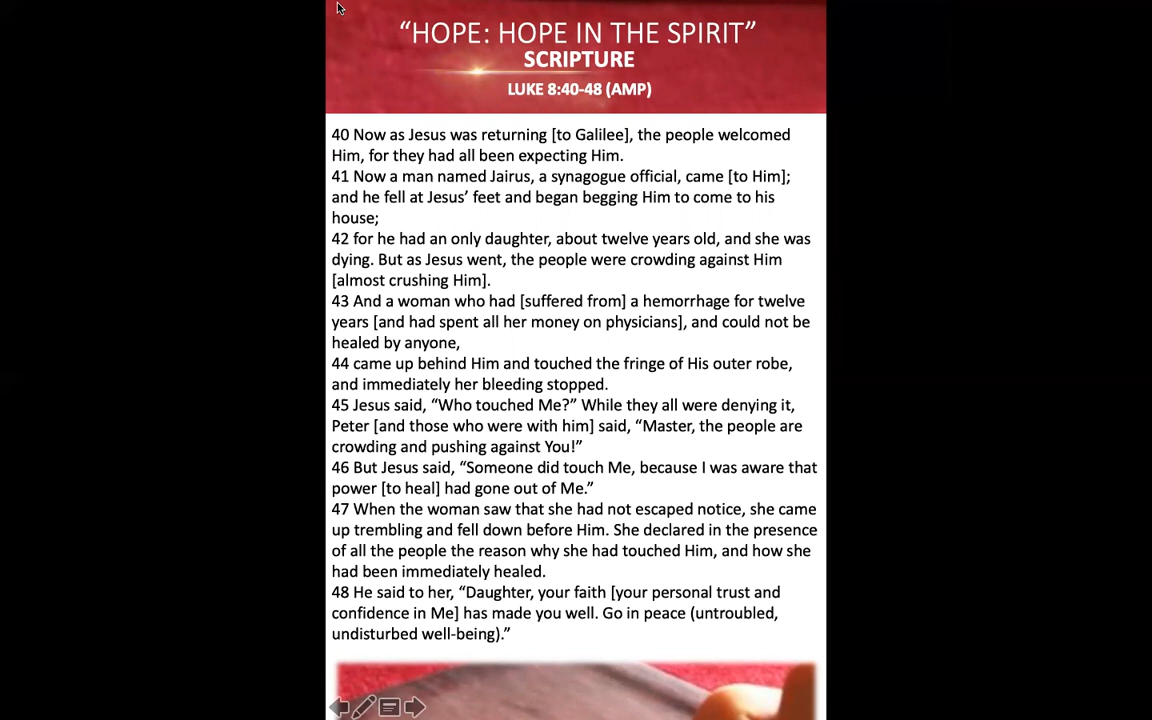 “HOPE: HOPE IN THE SPIRIT”
SCRIPTURE
LUKE 8:40-48 (AMP)
40 Now as Jesus was returning [to Galilee], the people welcomed
Him, for they had all been expecting Him.
41 Now a man named Jairus, a synagogue official, came [to Him];
and he fell at Jesus’ feet and began begging Him to come to his
house;
42 for he had an only daughter, about twelve years old, and she was
dying. But as Jesus went, the people were crowding against Him
[almost crushing Him].
43 And a woman who had [suffered from] a hemorrhage for twelve
years [and had spent all her money on physicians], and could not be
healed by anyone,
44 came up behind Him and touched the fringe of His outer robe,
and immediately her bleeding stopped.
45 Jesus said, “Who touched Me?” While they all were denying it,
Peter [and those who were with him] said, “Master, the people are
crowding and pushing against You!”
46 But Jesus said, “Someone did touch Me, because I was aware that
power [to heal] had gone out of Me.”
47 When the woman saw that she had not escaped notice, she came
up trembling and fell down before Him. She declared in the presence
of all the people the reason why she had touched Him, and how she
had been immediately healed.
48 He said to her, “Daughter, your faith [your personal trust and
confidence in Me] has made you well. Go in peace (untroubled,
undisturbed well-being).”